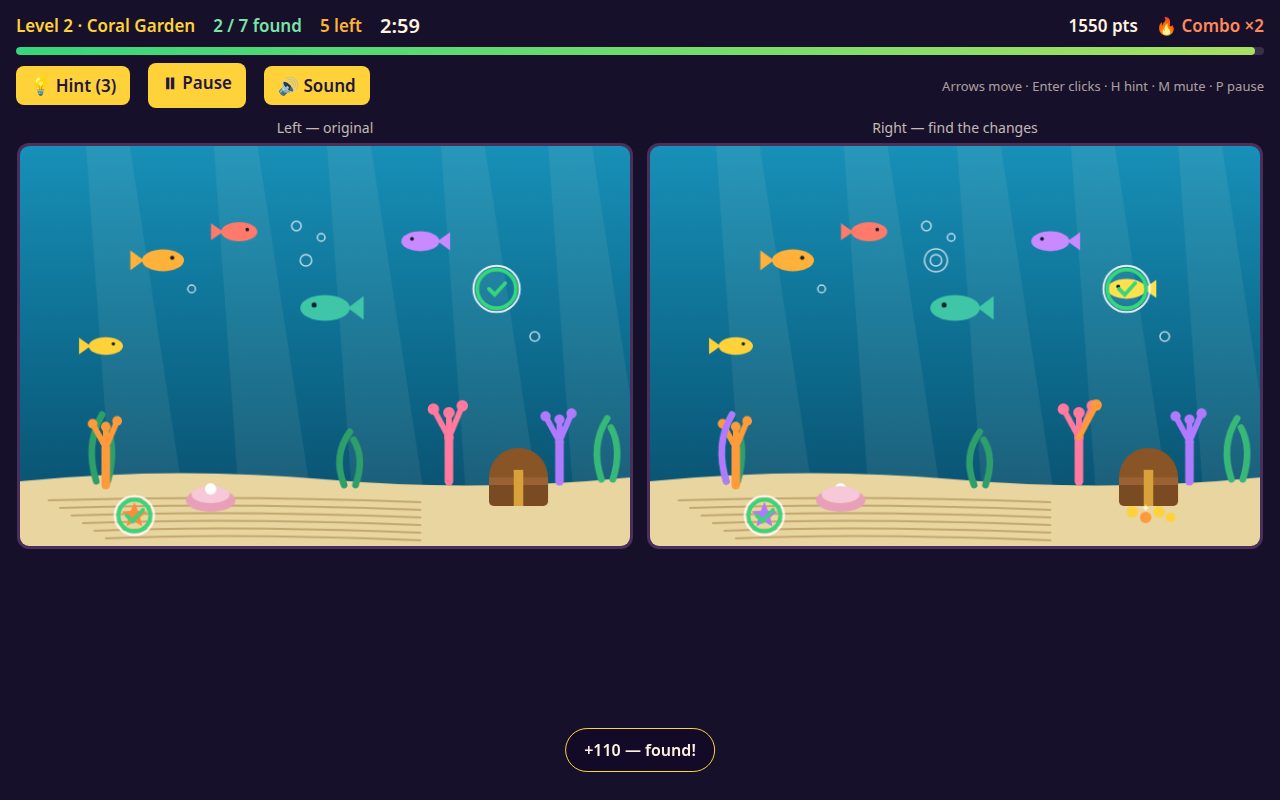 Level 2 · Coral Garden 2 / 7 found 5 left 2:59 1550 pts 🔥 Combo ×2
💡 Hint (3) ⏸ Pause 🔊 Sound Arrows move · Enter clicks · H hint · M mute · P pause
Left — original Right — find the changes
+110 — found!